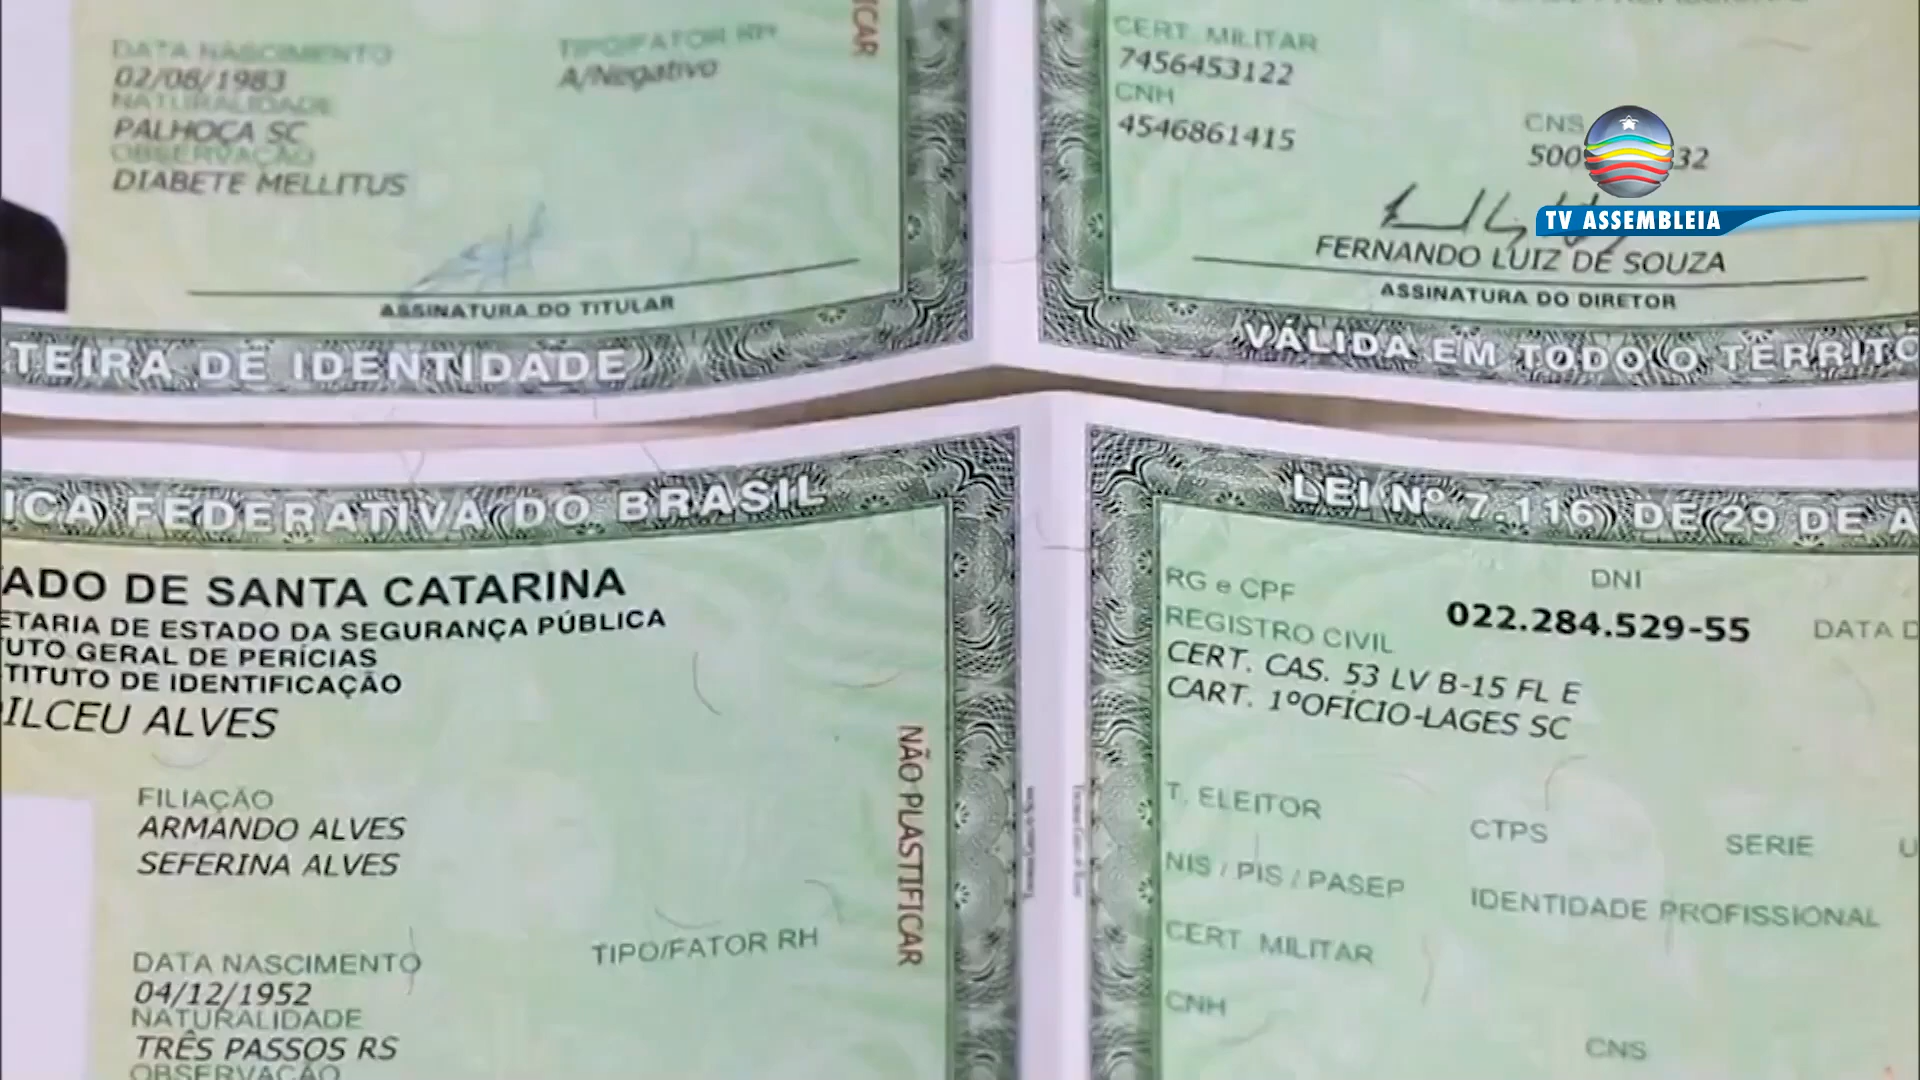 DATA NASCIMENTO
02/08/1983
NATURALIDADE
PALHOÇA SC
OBSERVAÇÃO
DIABETE MELLITUS
TIPO/FATOR RH
A/Negativo
ICAR
ASSINATURA DO TITULAR
TEIRA DE IDENTIDADE
CERT. MILITAR
7456453122
CNH
4546861415
CNS
500 32
TV ASSEMBLEIA
FERNANDO LUIZ DE SOUZA
ASSINATURA DO DIRETOR
VÁLIDA EM TODO O TERRITÓ
ICA FEDERATIVA DO BRASIL
ADO DE SANTA CATARINA
ETARIA DE ESTADO DA SEGURANÇA PÚBLICA
UTO GERAL DE PERÍCIAS
TITUTO DE IDENTIFICAÇÃO
ILCEU ALVES
FILIAÇÃO
ARMANDO ALVES
SEFERINA ALVES
NÃO PLASTIFICAR
DATA NASCIMENTO
04/12/1952
NATURALIDADE
TRÊS PASSOS RS
OBSERVAÇÃO
TIPO/FATOR RH
LEI Nº 7.116 DE 29 DE A
DNI
RG e CPF
022.284.529-55
DATA D
REGISTRO CIVIL
CERT. CAS. 53 LV B-15 FL E
CART. 1ºOFÍCIO-LAGES SC
T. ELEITOR
CTPS
SERIE
U
NIS / PIS / PASEP
IDENTIDADE PROFISSIONAL
CERT. MILITAR
CNH
CNS